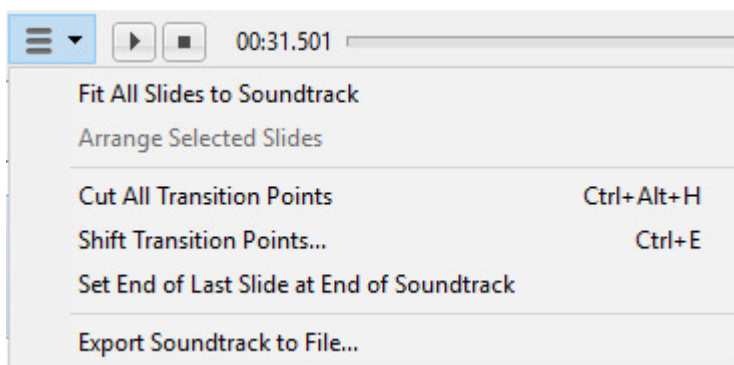 00:31.501
Fit All Slides to Soundtrack
Arrange Selected Slides
Cut All Transition Points Ctrl+Alt+H
Shift Transition Points... Ctrl+E
Set End of Last Slide at End of Soundtrack
Export Soundtrack to File...